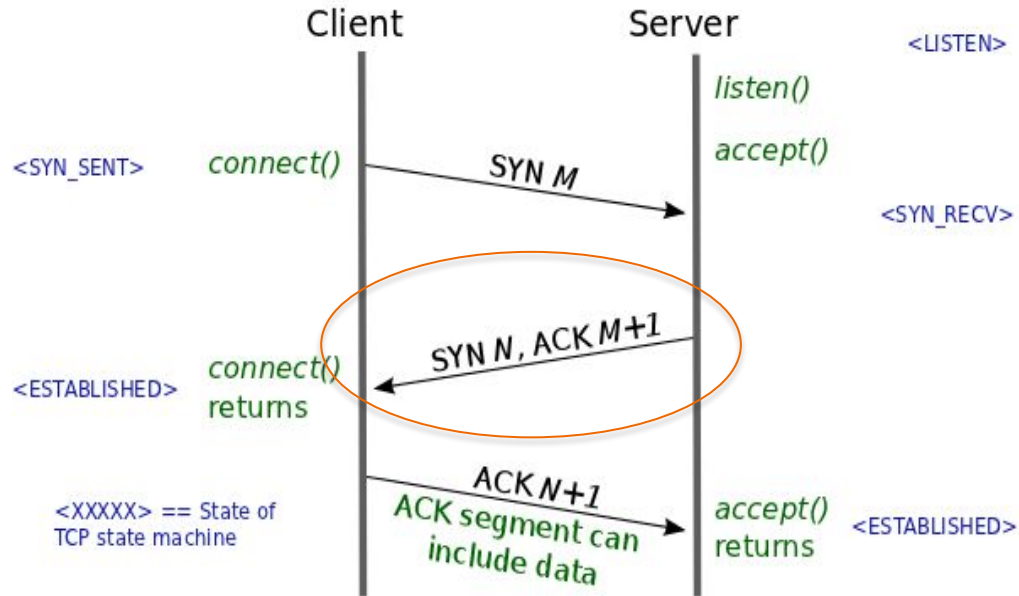 Client
Server
<LISTEN>
listen()
accept()
<SYN_SENT>
connect()
SYN M
<SYN_RECV>
SYN N, ACK M+1
connect()
returns
<ESTABLISHED>
ACK N+1
ACK segment can
include data
<XXXXX> == State of
TCP state machine
accept()
returns
<ESTABLISHED>